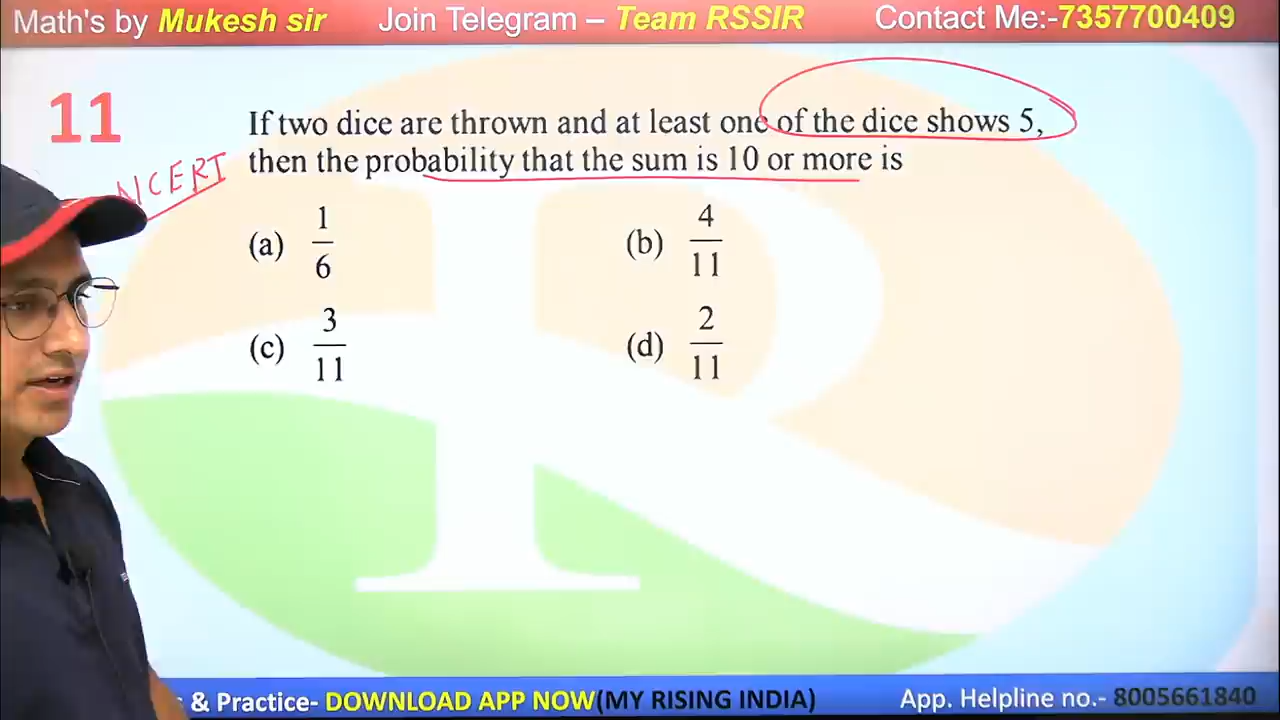 Math's by Mukesh sir Join Telegram – Team RSSIR Contact Me:-7357700409
11
If two dice are thrown and at least one of the dice shows 5,
NCERT
then the probability that the sum is 10 or more is
(a) 1/6
(b) 4/11
(c) 3/11
(d) 2/11
& Practice- DOWNLOAD APP NOW(MY RISING INDIA) App. Helpline no.- 8005661840